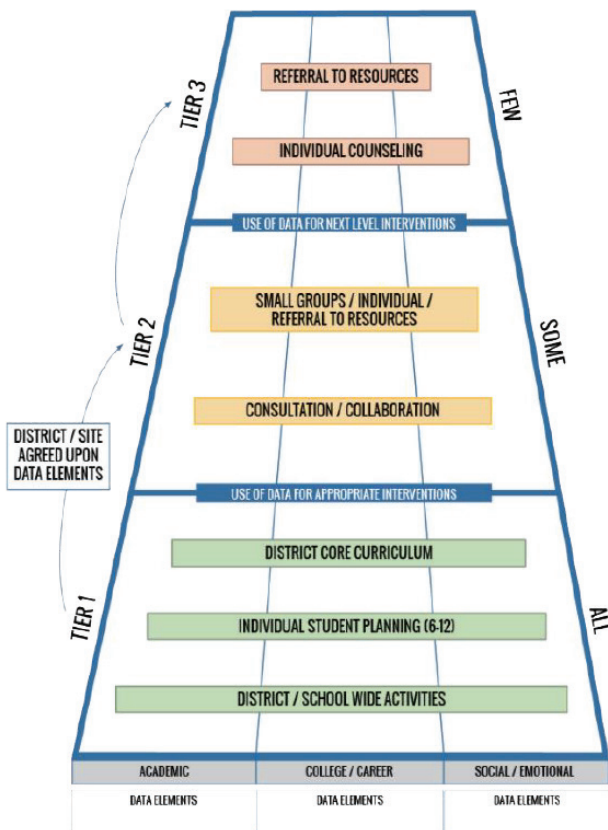 REFERRAL TO RESOURCES
TIER 3
FEW
INDIVIDUAL COUNSELING
USE OF DATA FOR NEXT LEVEL INTERVENTIONS
SMALL GROUPS / INDIVIDUAL /
REFERRAL TO RESOURCES
TIER 2
SOME
CONSULTATION / COLLABORATION
DISTRICT / SITE
AGREED UPON
DATA ELEMENTS
USE OF DATA FOR APPROPRIATE INTERVENTIONS
DISTRICT CORE CURRICULUM
TIER 1
ALL
INDIVIDUAL STUDENT PLANNING (6-12)
DISTRICT / SCHOOL WIDE ACTIVITIES
ACADEMIC
COLLEGE / CAREER
SOCIAL / EMOTIONAL
DATA ELEMENTS
DATA ELEMENTS
DATA ELEMENTS